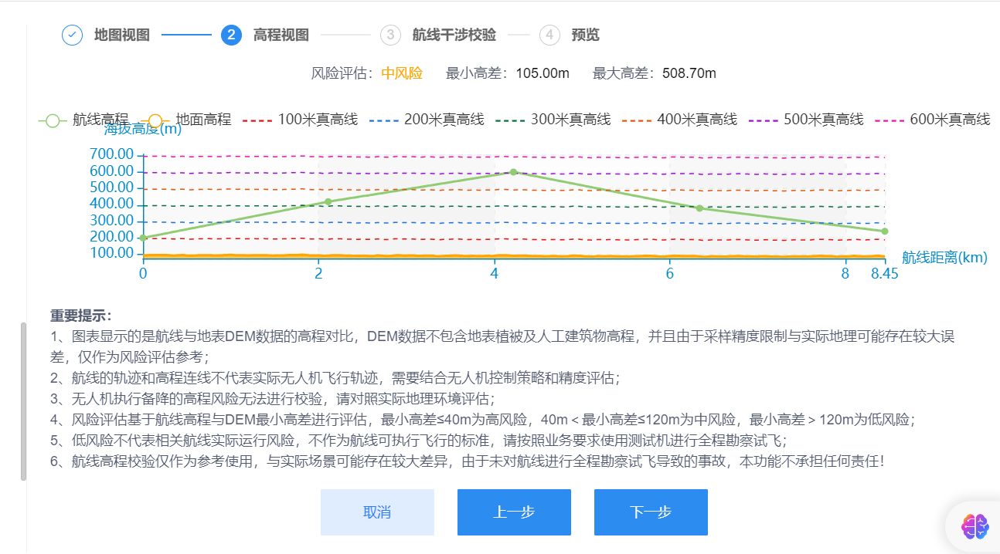 地图视图 2 高程视图 3 航线干涉校验 4 预览
风险评估：中风险 最小高差：105.00m 最大高差：508.70m
航线高程 地面高程 100米真高线 200米真高线 300米真高线 400米真高线 500米真高线 600米真高线
海拔高度(m)
700.00
600.00
500.00
400.00
300.00
200.00
100.00
航线距离(km)
0 2 4 6 8 8.45
重要提示：
1、图表显示的是航线与地表DEM数据的高程对比，DEM数据不包含地表植被及人工建筑物高程，并且由于采样精度限制与实际地理可能存在较大误
差，仅作为风险评估参考；
2、航线的轨迹和高程连线不代表实际无人机飞行轨迹，需要结合无人机控制策略和精度评估；
3、无人机执行备降的高程风险无法进行校验，请对照实际地理环境评估；
4、风险评估基于航线高程与DEM最小高差进行评估，最小高差≤40m为高风险，40m＜最小高差≤120m为中风险，最小高差＞120m为低风险；
5、低风险不代表相关航线实际运行风险，不作为航线可执行飞行的标准，请按照业务要求使用测试机进行全程勘察试飞；
6、航线高程校验仅作为参考使用，与实际场景可能存在较大差异，由于未对航线进行全程勘察试飞导致的事故，本功能不承担任何责任！
取消 上一步 下一步